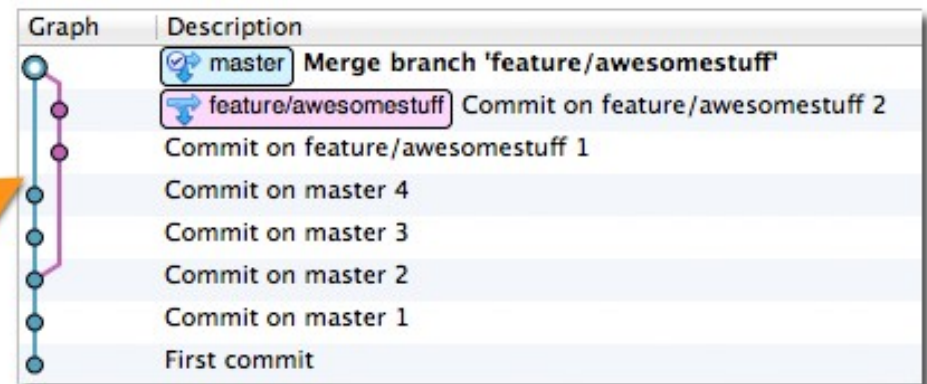 Graph Description
master Merge branch 'feature/awesomestuff'
feature/awesomestuff Commit on feature/awesomestuff 2
Commit on feature/awesomestuff 1
Commit on master 4
Commit on master 3
Commit on master 2
Commit on master 1
First commit